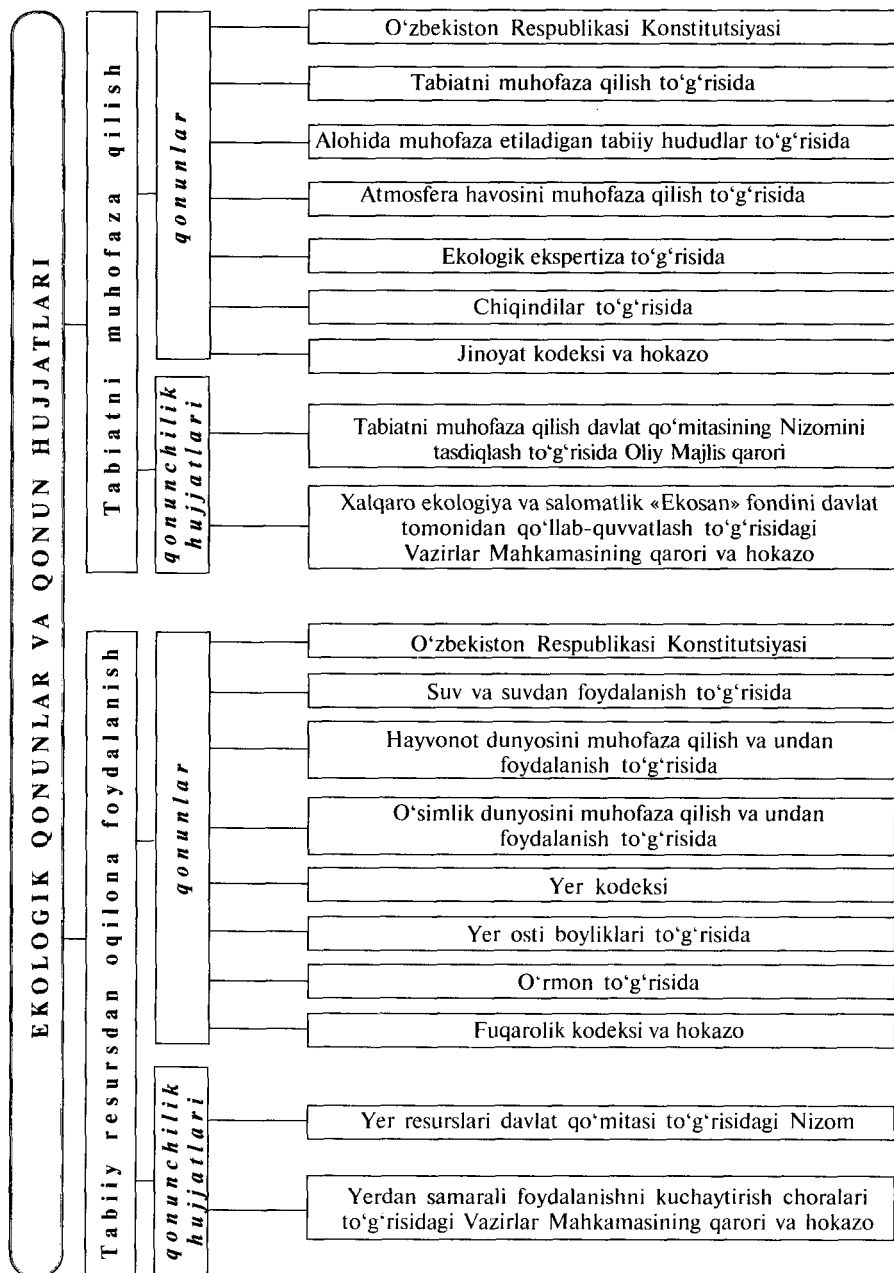 EKOLOGIK QONUNLAR VA QONUN HUJJATLARI
Tabiatni muhofaza qilish
qonunlar
O‘zbekiston Respublikasi Konstitutsiyasi
Tabiatni muhofaza qilish to‘g‘risida
Alohida muhofaza etiladigan tabiiy hududlar to‘g‘risida
Atmosfera havosini muhofaza qilish to‘g‘risida
Ekologik ekspertiza to‘g‘risida
Chiqindilar to‘g‘risida
Jinoyat kodeksi va hokazo
qonunchilik
hujjatlari
Tabiatni muhofaza qilish davlat qo‘mitasining Nizomini
tasdiqlash to‘g‘risida Oliy Majlis qarori
Xalqaro ekologiya va salomatlik «Ekosan» fondini davlat
tomonidan qo‘llab-quvvatlash to‘g‘risidagi
Vazirlar Mahkamasining qarori va hokazo
Tabiiy resursdan oqilona foydalanish
qonunlar
O‘zbekiston Respublikasi Konstitutsiyasi
Suv va suvdan foydalanish to‘g‘risida
Hayvonot dunyosini muhofaza qilish va undan
foydalanish to‘g‘risida
O‘simlik dunyosini muhofaza qilish va undan
foydalanish to‘g‘risida
Yer kodeksi
Yer osti boyliklari to‘g‘risida
O‘rmon to‘g‘risida
Fuqarolik kodeksi va hokazo
qonunchilik
hujjatlari
Yer resurslari davlat qo‘mitasi to‘g‘risidagi Nizom
Yerdan samarali foydalanishni kuchaytirish choralari
to‘g‘risidagi Vazirlar Mahkamasining qarori va hokazo